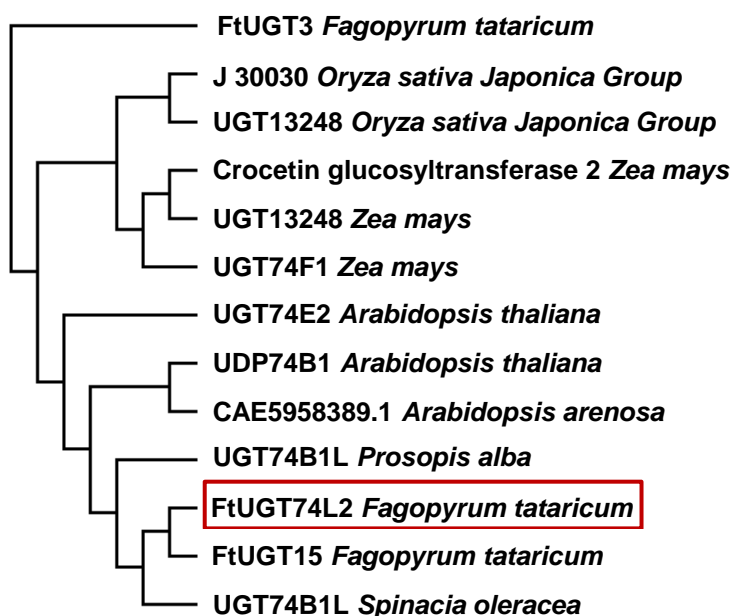 FtUGT3 Fagopyrum tataricum
J 30030 Oryza sativa Japonica Group
UGT13248 Oryza sativa Japonica Group
Crocetin glucosyltransferase 2 Zea mays
UGT13248 Zea mays
UGT74F1 Zea mays
UGT74E2 Arabidopsis thaliana
UDP74B1 Arabidopsis thaliana
CAE5958389.1 Arabidopsis arenosa
UGT74B1L Prosopis alba
FtUGT74L2 Fagopyrum tataricum
FtUGT15 Fagopyrum tataricum
UGT74B1L Spinacia oleracea